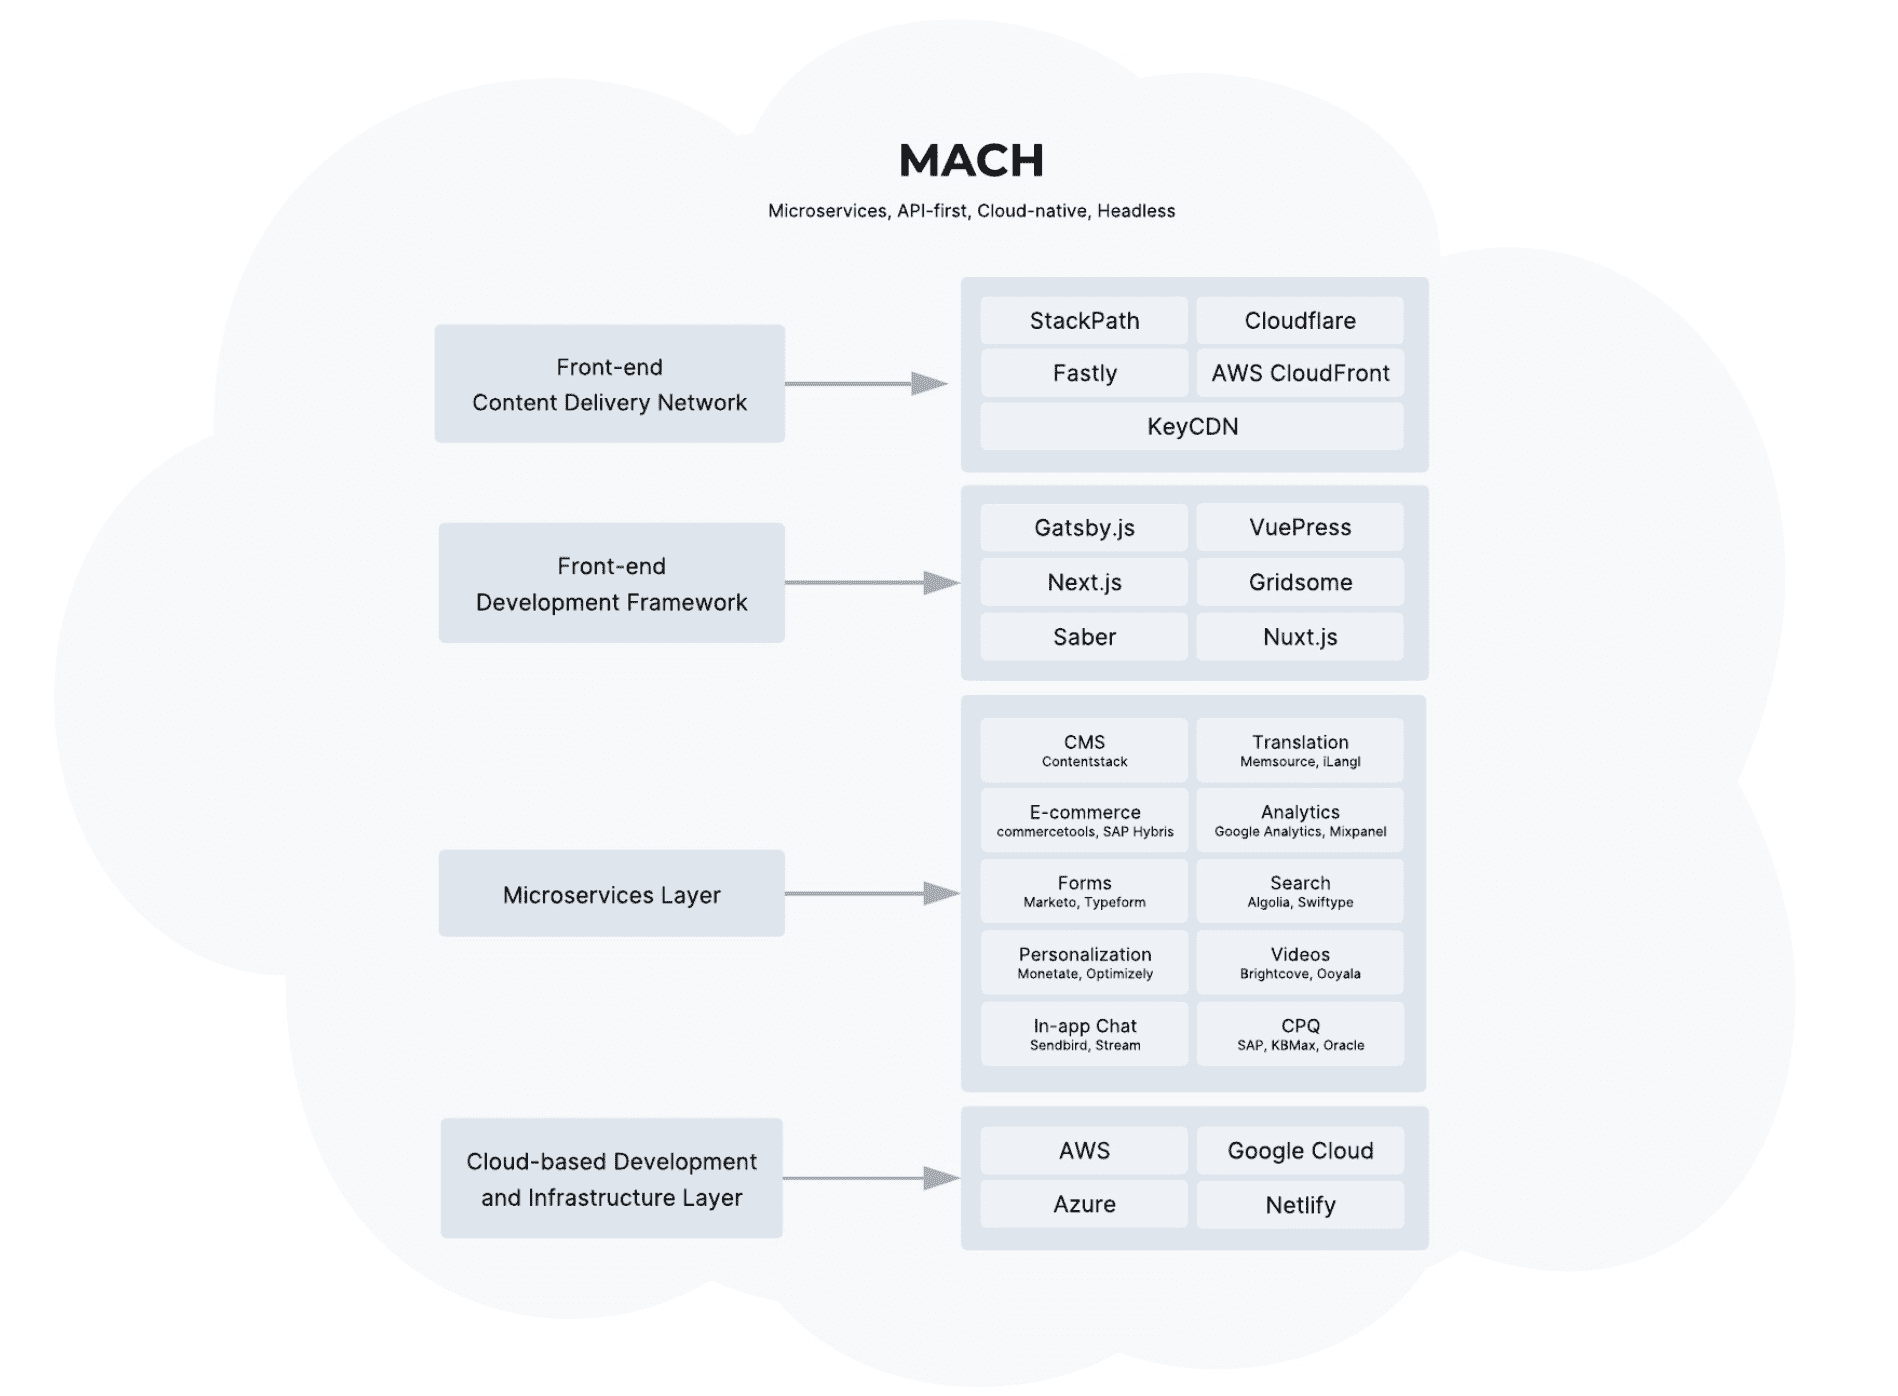 MACH
Microservices, API-first, Cloud-native, Headless
Front-end
Content Delivery Network
StackPath
Cloudflare
Fastly
AWS CloudFront
KeyCDN
Front-end
Development Framework
Gatsby.js
VuePress
Next.js
Gridsome
Saber
Nuxt.js
Microservices Layer
CMS
Contentstack
Translation
Memsource, iLangl
E-commerce
commercetools, SAP Hybris
Analytics
Google Analytics, Mixpanel
Forms
Marketo, Typeform
Search
Algolia, Swiftype
Personalization
Monetate, Optimizely
Videos
Brightcove, Ooyala
In-app Chat
Sendbird, Stream
CPQ
SAP, KBMax, Oracle
Cloud-based Development
and Infrastructure Layer
AWS
Google Cloud
Azure
Netlify